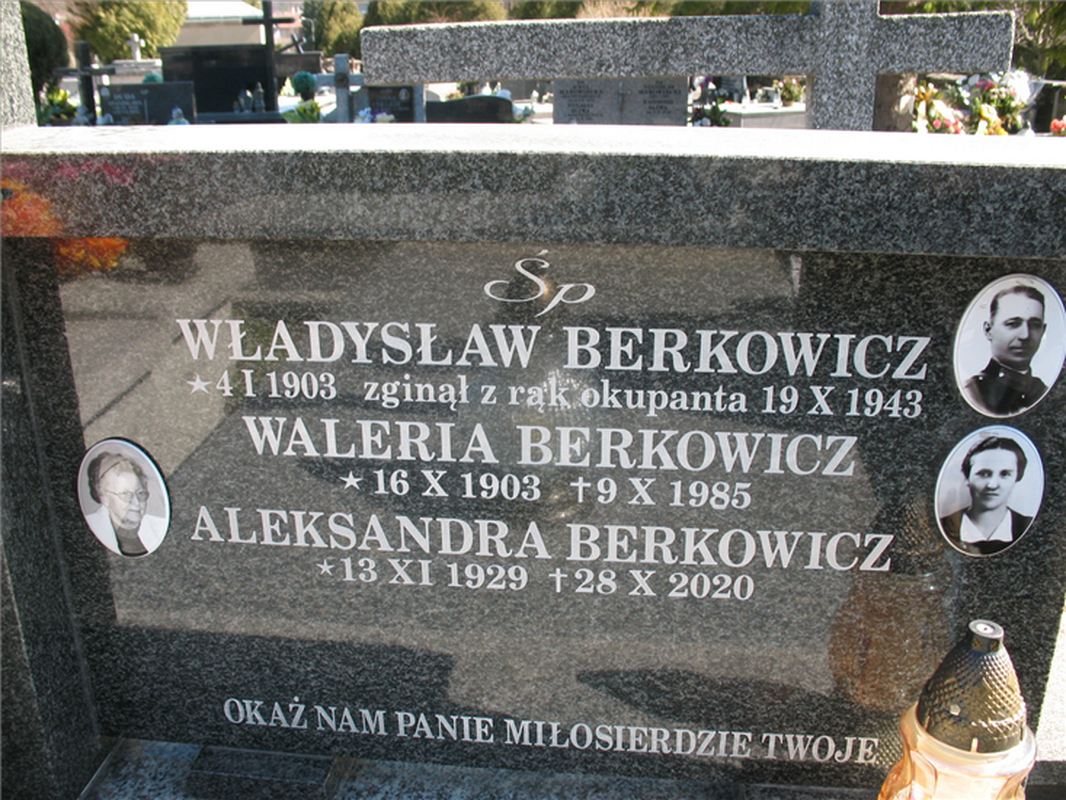 Śp
WŁADYSŁAW BERKOWICZ
★4 I 1903 zginął z rąk okupanta 19 X 1943
WALERIA BERKOWICZ
★16 X 1903 †9 X 1985
ALEKSANDRA BERKOWICZ
★13 XI 1929 †28 X 2020
OKAŻ NAM PANIE MIŁOSIERDZIE TWOJE